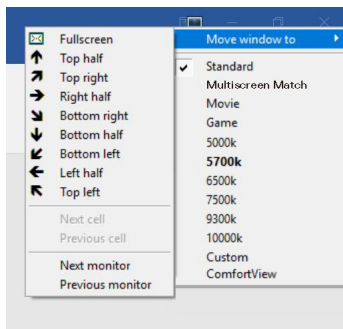 Fullscreen
Top half
Top right
Right half
Bottom right
Bottom half
Bottom left
Left half
Top left
Next cell
Previous cell
Next monitor
Previous monitor
Move window to
Standard
Multiscreen Match
Movie
Game
5000k
5700k
6500k
7500k
9300k
10000k
Custom
ComfortView